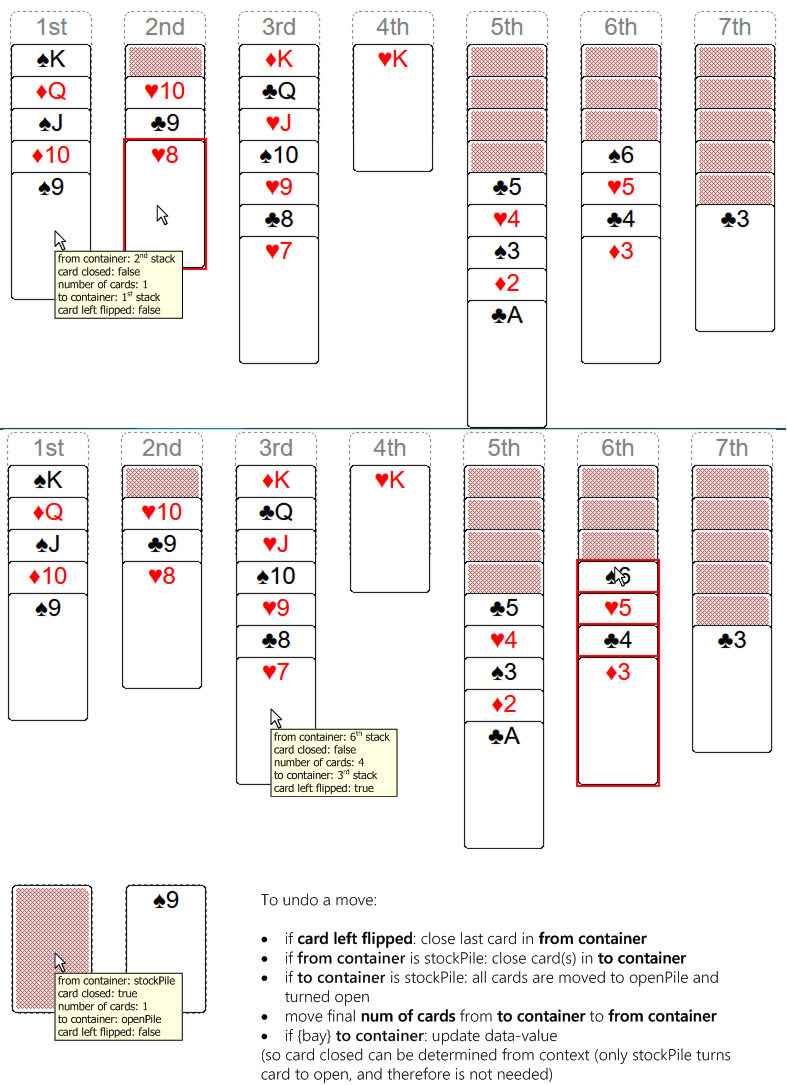 1st 2nd 3rd 4th 5th 6th 7th
♠K ♦K ♥K
♦Q ♥10 ♣Q
♠J ♣9 ♥J
♦10 ♥8 ♠10 ♠6
♠9 ♥9 ♣5 ♥5
♣8 ♥4 ♣4 ♣3
♥7 ♠3 ♦3
from container: 2nd stack
card closed: false
number of cards: 1
to container: 1st stack
card left flipped: false
♦2
♣A
1st 2nd 3rd 4th 5th 6th 7th
♠K ♦K ♥K
♦Q ♥10 ♣Q
♠J ♣9 ♥J
♦10 ♥8 ♠10 ♠6
♠9 ♥9 ♣5 ♥5
♣8 ♥4 ♣4 ♣3
♥7 ♠3 ♦3
♦2
♣A
from container: 6th stack
card closed: false
number of cards: 4
to container: 3rd stack
card left flipped: true
♠9
from container: stockPile
card closed: true
number of cards: 1
to container: openPile
card left flipped: false
To undo a move:
• if card left flipped: close last card in from container
• if from container is stockPile: close card(s) in to container
• if to container is stockPile: all cards are moved to openPile and
turned open
• move final num of cards from to container to from container
• if {bay} to container: update data-value
(so card closed can be determined from context (only stockPile turns
card to open, and therefore is not needed)